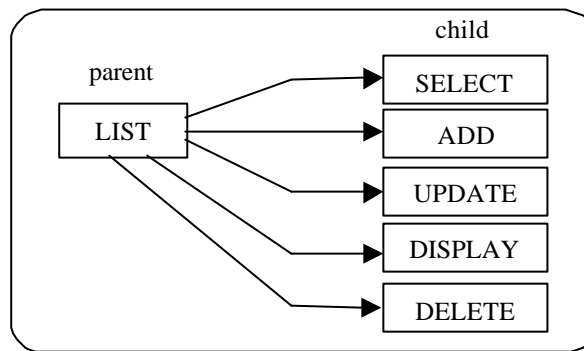 child
parent
SELECT
LIST
ADD
UPDATE
DISPLAY
DELETE